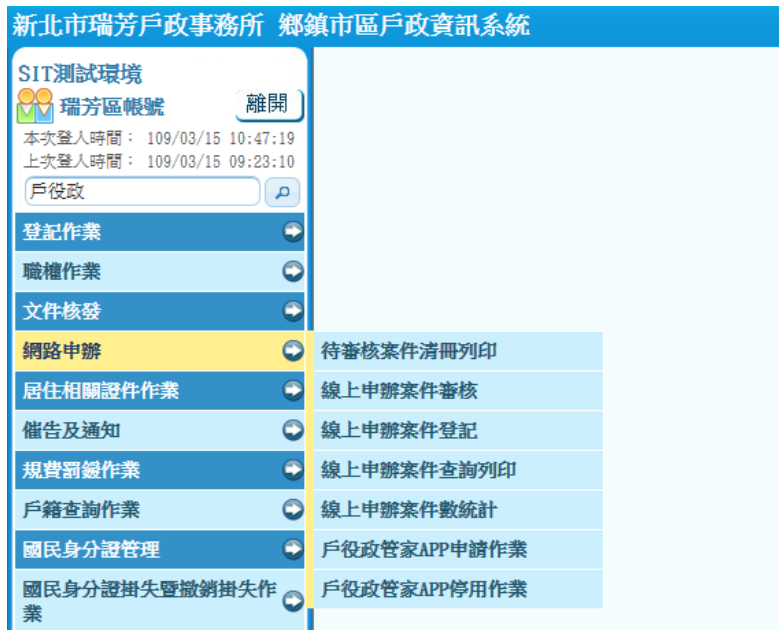 新北市瑞芳戶政事務所 鄉鎮市區戶政資訊系統
SIT測試環境
瑞芳區帳號
離開
本次登入時間： 109/03/15 10:47:19
上次登入時間： 109/03/15 09:23:10
戶役政
登記作業
職權作業
文件核發
網路申辦
居住相關證件作業
催告及通知
規費罰鍰作業
戶籍查詢作業
國民身分證管理
國民身分證掛失暨撤銷掛失作
業
待審核案件清冊列印
線上申辦案件審核
線上申辦案件登記
線上申辦案件查詢列印
線上申辦案件數統計
戶役政管家APP申請作業
戶役政管家APP停用作業